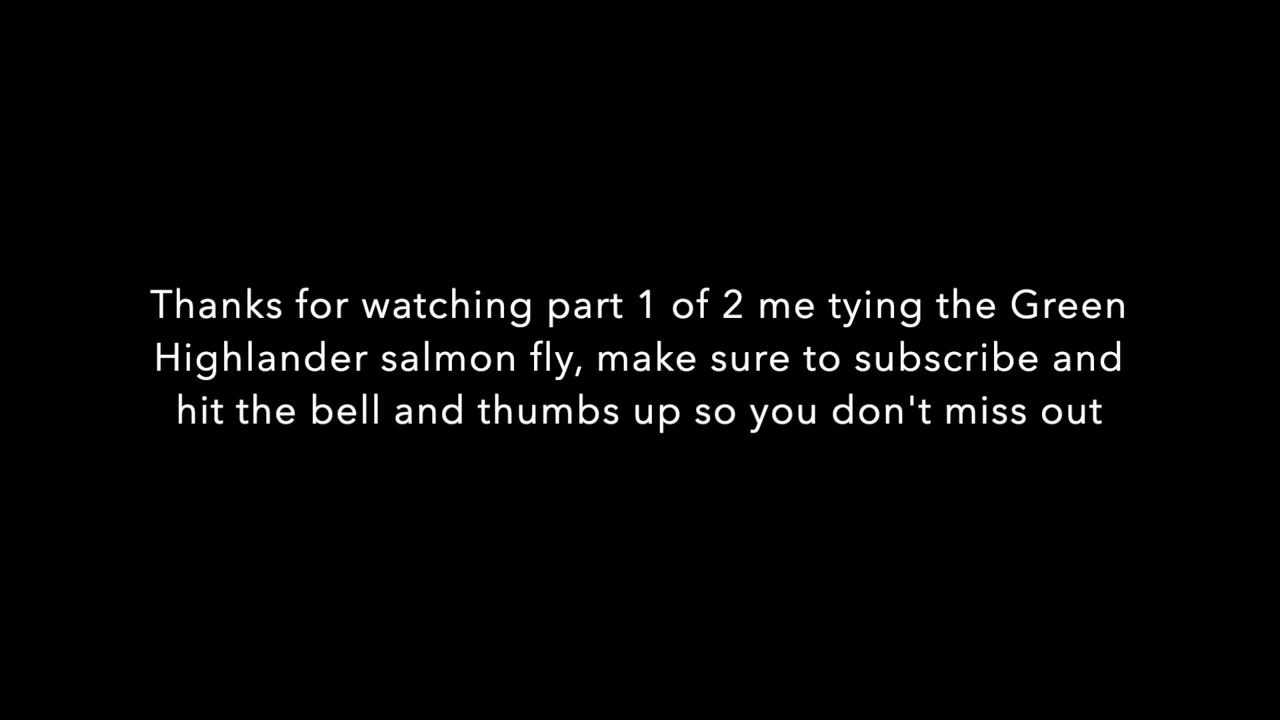 Thanks for watching part 1 of 2 me tying the Green
Highlander salmon fly, make sure to subscribe and
hit the bell and thumbs up so you don't miss out